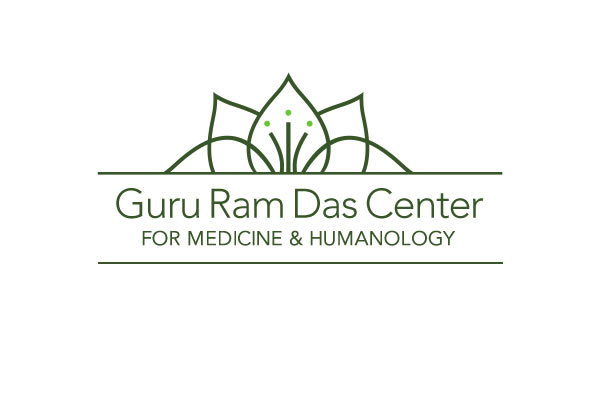 Guru Ram Das Center
FOR MEDICINE & HUMANOLOGY